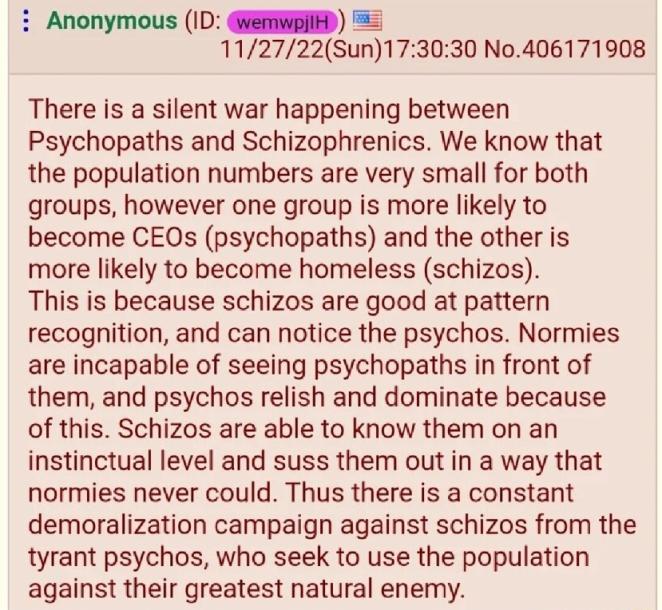 Anonymous (ID: wemwpjlH)
11/27/22(Sun)17:30:30 No.406171908
There is a silent war happening between
Psychopaths and Schizophrenics. We know that
the population numbers are very small for both
groups, however one group is more likely to
become CEOs (psychopaths) and the other is
more likely to become homeless (schizos).
This is because schizos are good at pattern
recognition, and can notice the psychos. Normies
are incapable of seeing psychopaths in front of
them, and psychos relish and dominate because
of this. Schizos are able to know them on an
instinctual level and suss them out in a way that
normies never could. Thus there is a constant
demoralization campaign against schizos from the
tyrant psychos, who seek to use the population
against their greatest natural enemy.